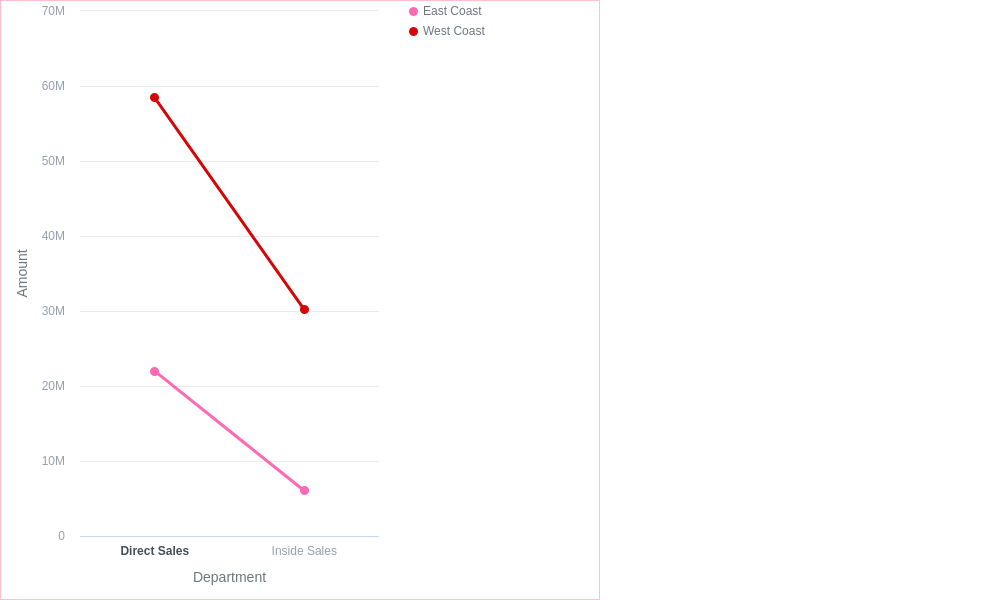 70M
60M
50M
40M
30M
20M
10M
0
Amount
Direct Sales
Inside Sales
Department
East Coast
West Coast